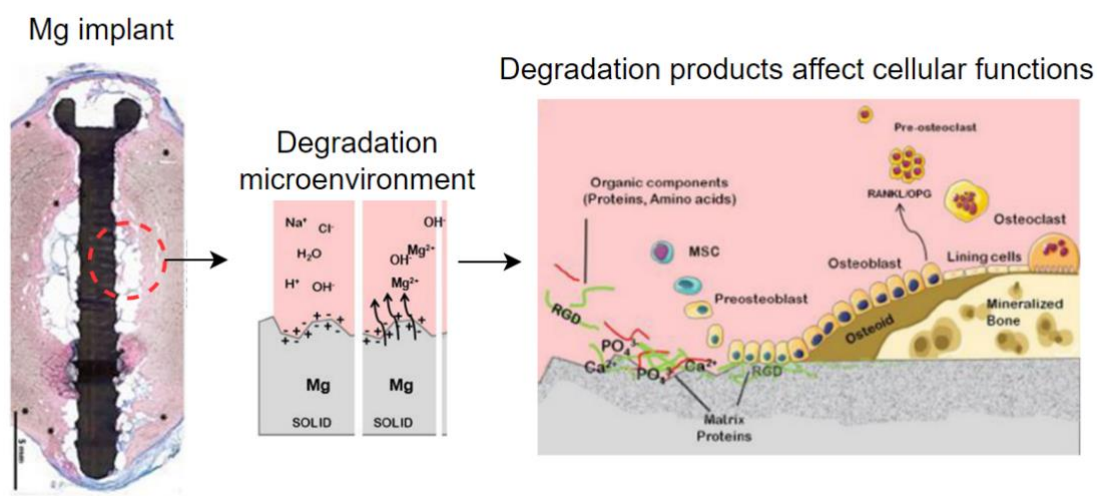 Mg implant
Degradation products affect cellular functions
Degradation
microenvironment
5 mm
Na⁺
Cl⁻
H₂O
H⁺
OH⁻
Mg
SOLID
OH⁻
OH⁻
Mg²⁺
Mg²⁺
Mg
SOLID
Organic components
(Proteins, Amino acids)
RGD
MSC
Preosteoblast
Pre-osteoclast
RANKL/OPG
Osteoclast
Osteoblast
Lining cells
Osteoid
Mineralized
Bone
PO₄³⁻
Ca²⁺
PO₄³⁻
Ca²⁺
RGD
Matrix
Proteins